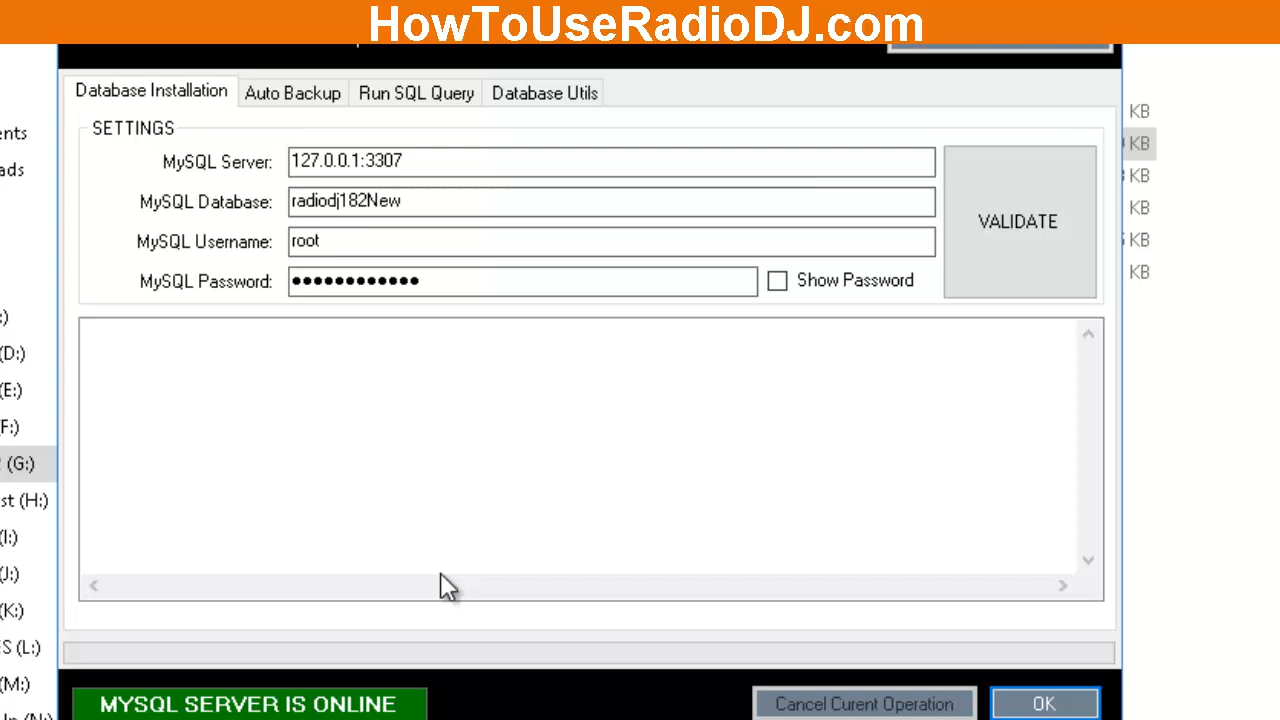 HowToUseRadioDJ.com
Database Installation
Auto Backup
Run SQL Query
Database Utils
SETTINGS
MySQL Server:
127.0.0.1:3307
MySQL Database:
radiodj182New
MySQL Username:
root
MySQL Password:
●●●●●●●●●●●●
Show Password
VALIDATE
KB
KB
KB
KB
KB
KB
ents
ads
:)
(D:)
(E:)
(F:)
(G:)
st (H:)
(I:)
(J:)
(K:)
ES (L:)
(M:)
MYSQL SERVER IS ONLINE
Cancel Curent Operation
OK